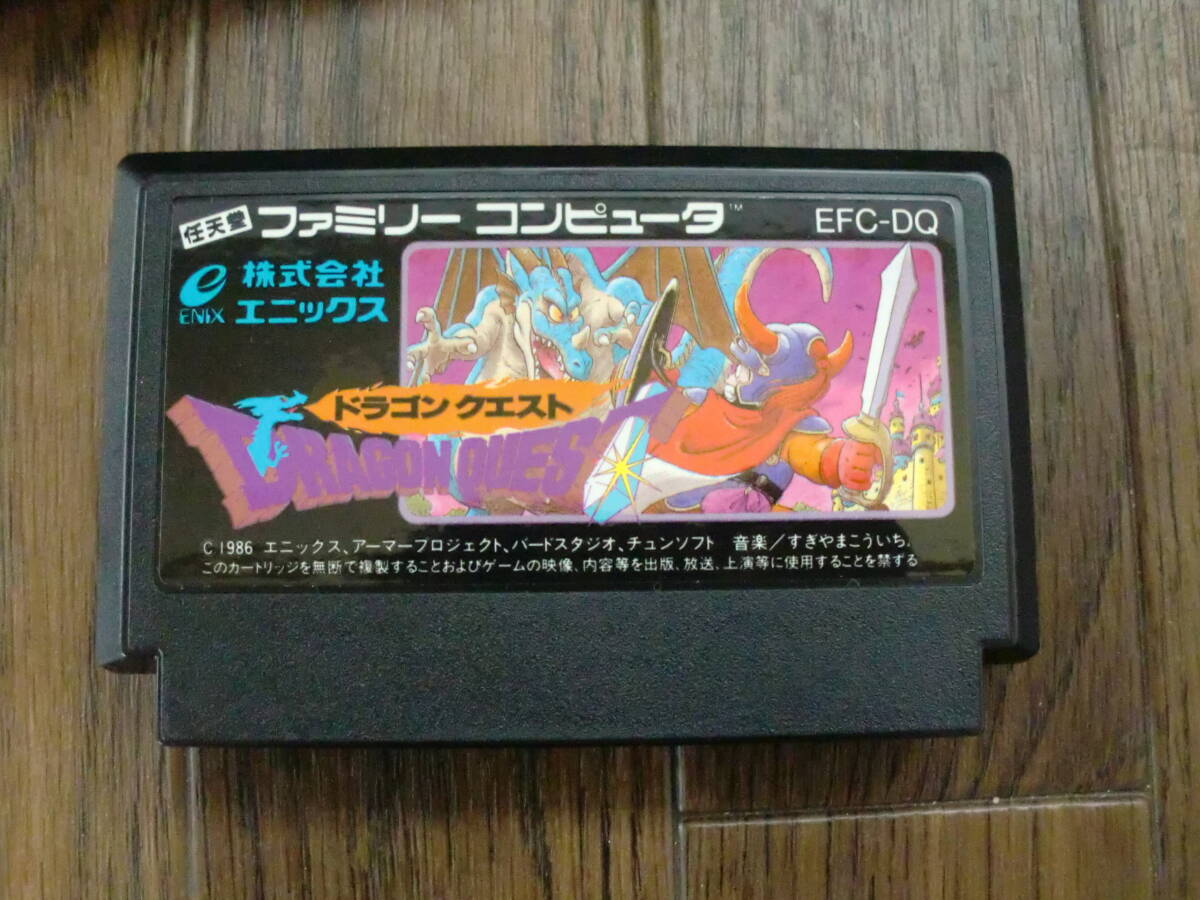 任天堂 ファミリー コンピュータ™ EFC-DQ
株式会社
ENIX エニックス
ドラゴンクエスト
DRAGON QUEST
C 1986 エニックス、アーマープロジェクト、バードスタジオ、チュンソフト 音楽/すぎやまこういち
このカートリッジを無断で複製することおよびゲームの映像、内容等を出版、放送、上演等に使用することを禁ずる